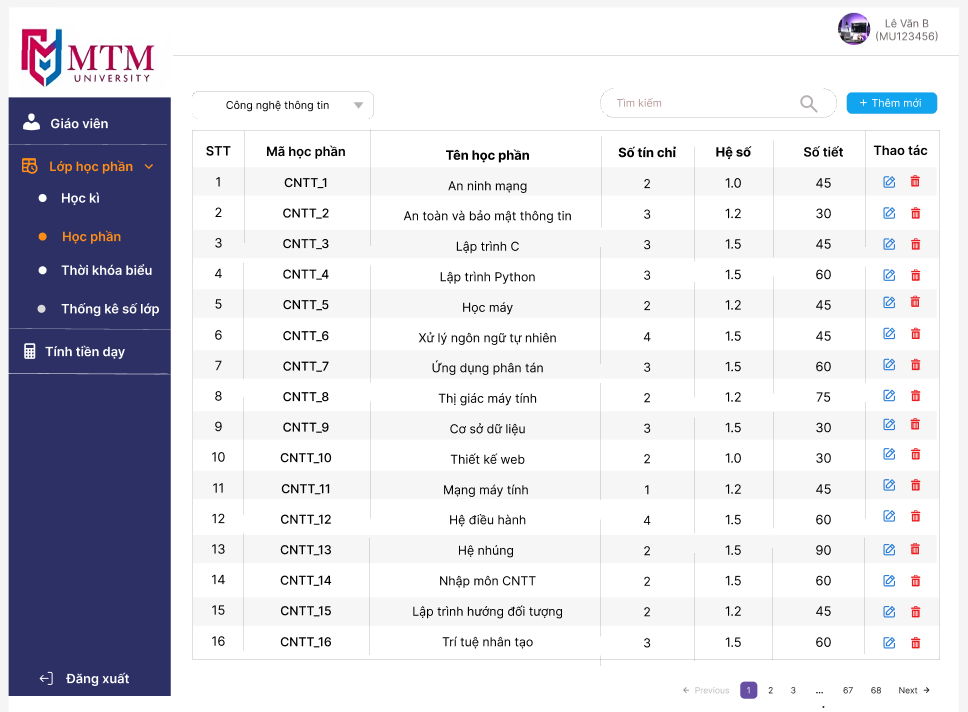 MTM
UNIVERSITY
Lê Văn B
(MU123456)
Giáo viên
Lớp học phần
Học kì
Học phần
Thời khóa biểu
Thống kê số lớp
Tính tiền dạy
Đăng xuất
Công nghệ thông tin
Tìm kiếm
+ Thêm mới
STT Mã học phần Tên học phần Số tín chỉ Hệ số Số tiết Thao tác
1 CNTT_1 An ninh mạng 2 1.0 45
2 CNTT_2 An toàn và bảo mật thông tin 3 1.2 30
3 CNTT_3 Lập trình C 3 1.5 45
4 CNTT_4 Lập trình Python 3 1.5 60
5 CNTT_5 Học máy 2 1.2 45
6 CNTT_6 Xử lý ngôn ngữ tự nhiên 4 1.5 45
7 CNTT_7 Ứng dụng phân tán 3 1.5 60
8 CNTT_8 Thị giác máy tính 2 1.2 75
9 CNTT_9 Cơ sở dữ liệu 3 1.5 30
10 CNTT_10 Thiết kế web 2 1.0 30
11 CNTT_11 Mạng máy tính 1 1.2 45
12 CNTT_12 Hệ điều hành 4 1.5 60
13 CNTT_13 Hệ nhúng 2 1.5 90
14 CNTT_14 Nhập môn CNTT 2 1.5 60
15 CNTT_15 Lập trình hướng đối tượng 2 1.2 45
16 CNTT_16 Trí tuệ nhân tạo 3 1.5 60
← Previous 1 2 3 ... 67 68 Next →